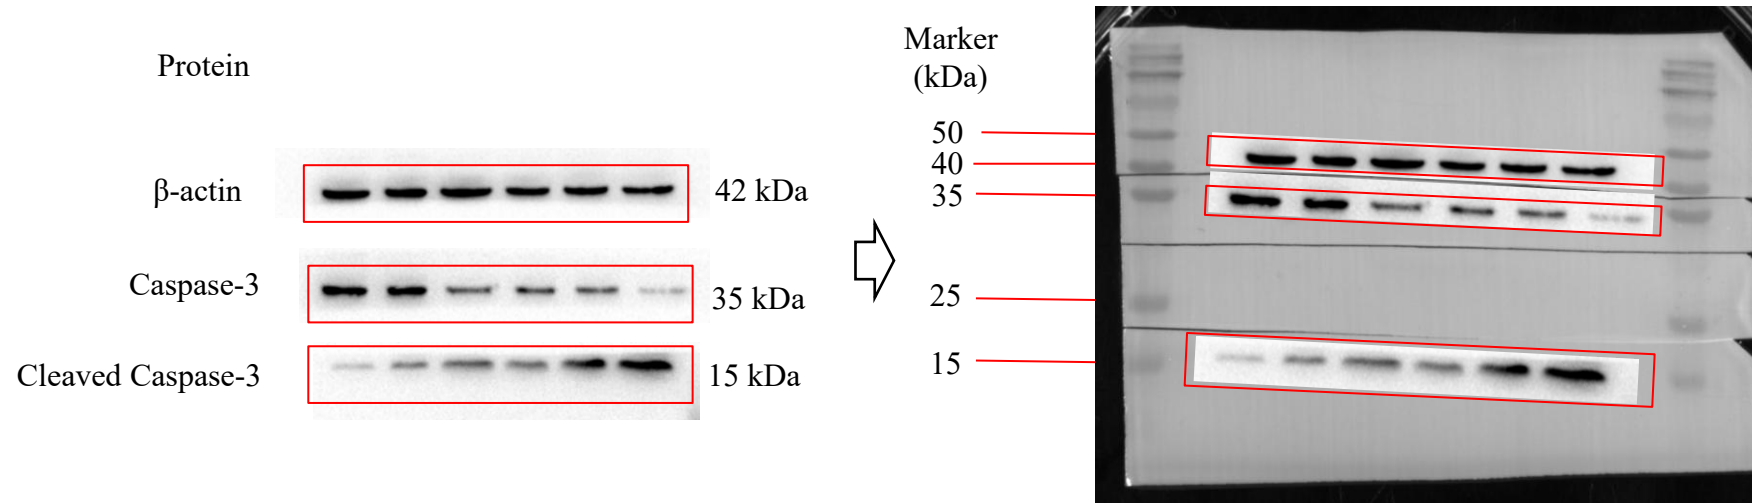 Protein
β-actin
42 kDa
Caspase-3
35 kDa
Cleaved Caspase-3
15 kDa
Marker
(kDa)
50
40
35
25
15